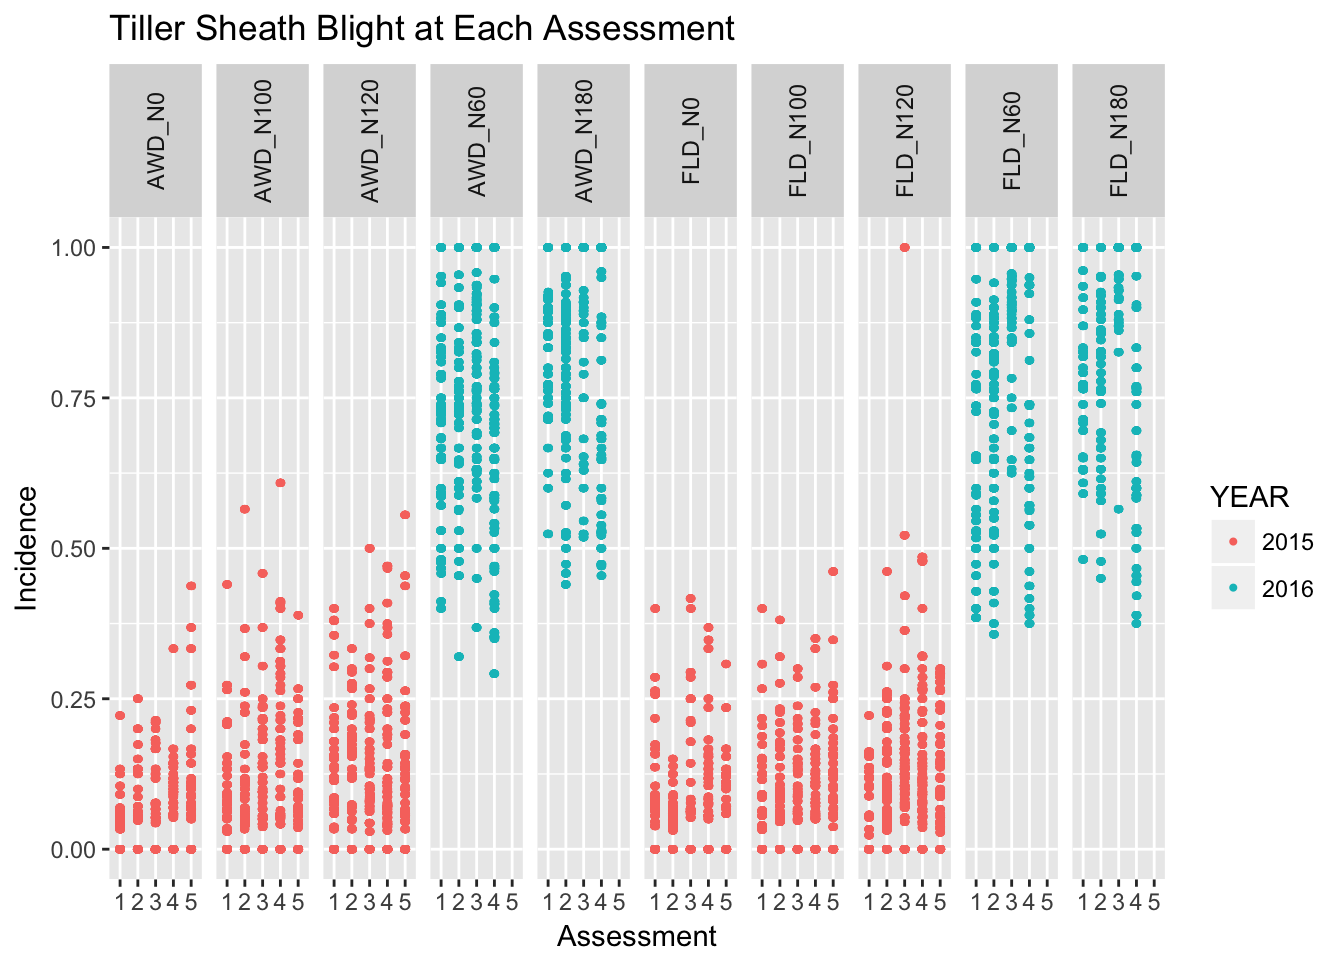 Tiller Sheath Blight at Each Assessment
AWD_N0
AWD_N100
AWD_N120
AWD_N60
AWD_N180
FLD_N0
FLD_N100
FLD_N120
FLD_N60
FLD_N180
1.00
0.75
0.50
0.25
0.00
Incidence
1 2 3 4 5 1 2 3 4 5 1 2 3 4 5 1 2 3 4 5 1 2 3 4 5 1 2 3 4 5 1 2 3 4 5 1 2 3 4 5 1 2 3 4 5 1 2 3 4 5
Assessment
YEAR
2015
2016